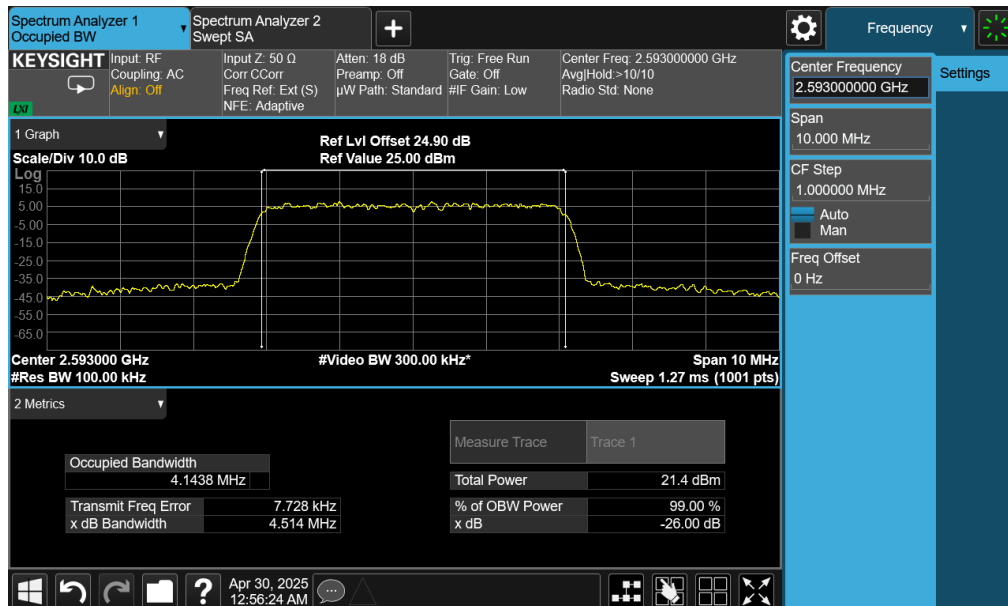 Spectrum Analyzer 1
Occupied BW
Spectrum Analyzer 2
Swept SA
Frequency
KEYSIGHT
LXI
Input: RF
Coupling: AC
Align: Off
Input Z: 50 Ω
Corr CCorr
Freq Ref: Ext (S)
NFE: Adaptive
Atten: 18 dB
Preamp: Off
µW Path: Standard
Trig: Free Run
Gate: Off
#IF Gain: Low
Center Freq: 2.593000000 GHz
Avg|Hold:>10/10
Radio Std: None
Center Frequency
2.593000000 GHz
Settings
Span
10.000 MHz
CF Step
1.000000 MHz
Auto
Man
Freq Offset
0 Hz
1 Graph
Scale/Div 10.0 dB
Ref Lvl Offset 24.90 dB
Ref Value 25.00 dBm
Log
15.0
5.00
-5.00
-15.0
-25.0
-35.0
-45.0
-55.0
-65.0
Center 2.593000 GHz
#Video BW 300.00 kHz*
Span 10 MHz
#Res BW 100.00 kHz
Sweep 1.27 ms (1001 pts)
2 Metrics
Measure Trace
Trace 1
Occupied Bandwidth
4.1438 MHz
Total Power
21.4 dBm
Transmit Freq Error
7.728 kHz
% of OBW Power
99.00 %
x dB Bandwidth
4.514 MHz
x dB
-26.00 dB
?
Apr 30, 2025
12:56:24 AM